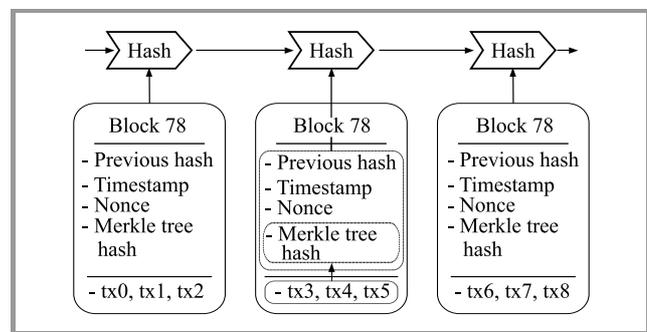 Hash
Hash
Hash
Block 78
- Previous hash
- Timestamp
- Nonce
- Merkle tree
hash
- tx0, tx1, tx2
Block 78
- Previous hash
- Timestamp
- Nonce
- Merkle tree
hash
- tx3, tx4, tx5
Block 78
- Previous hash
- Timestamp
- Nonce
- Merkle tree
hash
- tx6, tx7, tx8